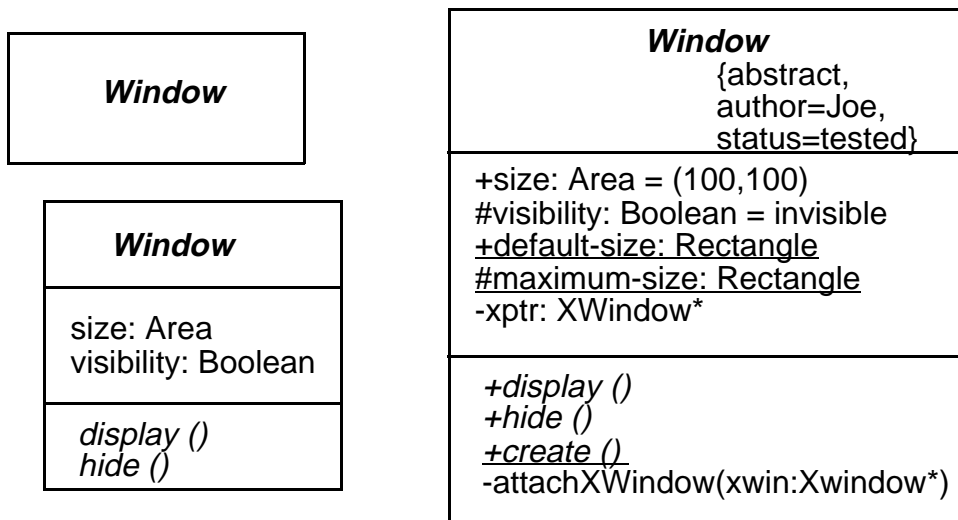 Window
Window
size: Area
visibility: Boolean
display ()
hide ()
Window
{abstract,
author=Joe,
status=tested}
+size: Area = (100,100)
#visibility: Boolean = invisible
+default-size: Rectangle
#maximum-size: Rectangle
-xptr: XWindow*
+display ()
+hide ()
+create ()
-attachXWindow(xwin:Xwindow*)